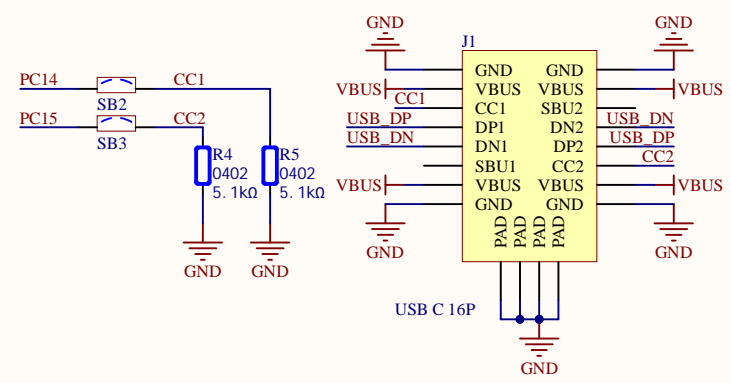 PC14
CC1
SB2
PC15
CC2
SB3
R4
0402
5.1kΩ
R5
0402
5.1kΩ
GND
GND
GND
GND
J1
GND
GND
VBUS
VBUS
VBUS
VBUS
CC1
CC1
SBU2
USB_DP
DP1
DN2
USB_DN
USB_DN
DN1
DP2
USB_DP
SBU1
CC2
CC2
VBUS
VBUS
VBUS
VBUS
GND
GND
PAD
PAD
PAD
PAD
GND
GND
USB C 16P
GND